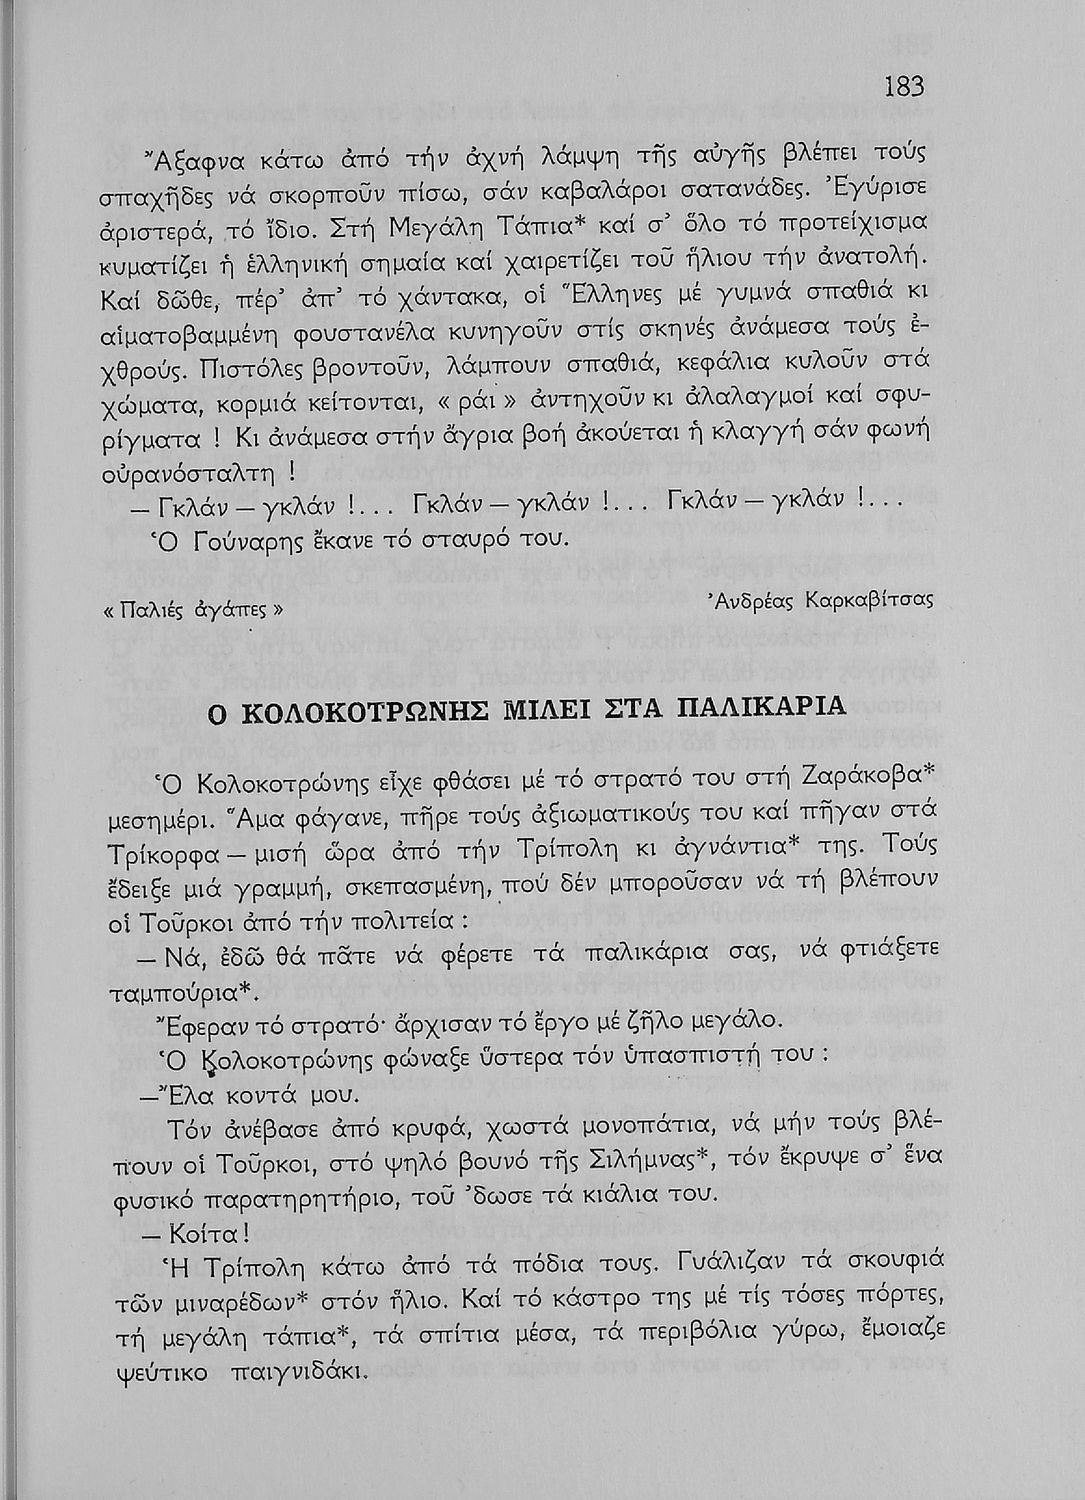 183
Ἄξαφνα κάτω ἀπό τήν ἀχνή λάμψη τῆς αὐγῆς βλέπει τούς
σπαχῆδες νά σκορποῦν πίσω, σάν καβαλάροι σατανάδες. Ἐγύρισε
ἀριστερά, τό ἴδιο. Στή Μεγάλη Τάπια* καί σ' ὅλο τό προτείχισμα
κυματίζει ἡ ἑλληνική σημαία καί χαιρετίζει τοῦ ἥλιου τήν ἀνατολή.
Καί δῶθε, πέρ' ἀπ' τό χάντακα, οἱ Ἕλληνες μέ γυμνά σπαθιά κι
αἱματοβαμμένη φουστανέλα κυνηγοῦν στίς σκηνές ἀνάμεσα τούς ἐ-
χθρούς. Πιστόλες βροντοῦν, λάμπουν σπαθιά, κεφάλια κυλοῦν στά
χώματα, κορμιά κείτονται, « ράι » ἀντηχοῦν κι ἀλαλαγμοί καί σφυ-
ρίγματα ! Κι ἀνάμεσα στήν ἄγρια βοή ἀκούεται ἡ κλαγγή σάν φωνή
οὐρανόσταλτη !
— Γκλάν — γκλάν !... Γκλάν — γκλάν !... Γκλάν — γκλάν !...
Ὁ Γούναρης ἔκανε τό σταυρό του.
« Παλιές ἀγάπες » Ἀνδρέας Καρκαβίτσας
Ο ΚΟΛΟΚΟΤΡΩΝΗΣ ΜΙΛΕΙ ΣΤΑ ΠΑΛΙΚΑΡΙΑ
Ὁ Κολοκοτρώνης εἶχε φθάσει μέ τό στρατό του στή Ζαράκοβα*
μεσημέρι. Ἅμα φάγανε, πῆρε τούς ἀξιωματικούς του καί πῆγαν στά
Τρίκορφα — μισή ὥρα ἀπό τήν Τρίπολη κι ἀγνάντια* της. Τούς
ἔδειξε μιά γραμμή, σκεπασμένη, πού δέν μποροῦσαν νά τή βλέπουν
οἱ Τοῦρκοι ἀπό τήν πολιτεία :
— Νά, ἐδῶ θά πᾶτε νά φέρετε τά παλικάρια σας, νά φτιάξετε
ταμπούρια*.
Ἔφεραν τό στρατό· ἄρχισαν τό ἔργο μέ ζῆλο μεγάλο.
Ὁ Κολοκοτρώνης φώναξε ὕστερα τόν ὑπασπιστή του :
—Ἔλα κοντά μου.
Τόν ἀνέβασε ἀπό κρυφά, χωστά μονοπάτια, νά μήν τούς βλέ-
πουν οἱ Τοῦρκοι, στό ψηλό βουνό τῆς Σιλήμνας*, τόν ἔκρυψε σ' ἕνα
φυσικό παρατηρητήριο, τοῦ 'δωσε τά κιάλια του.
— Κοίτα !
Ἡ Τρίπολη κάτω ἀπό τά πόδια τους. Γυάλιζαν τά σκουφιά
τῶν μιναρέδων* στόν ἥλιο. Καί τό κάστρο της μέ τίς τόσες πόρτες,
τή μεγάλη τάπια*, τά σπίτια μέσα, τά περιβόλια γύρω, ἔμοιαζε
ψεύτικο παιγνιδάκι.